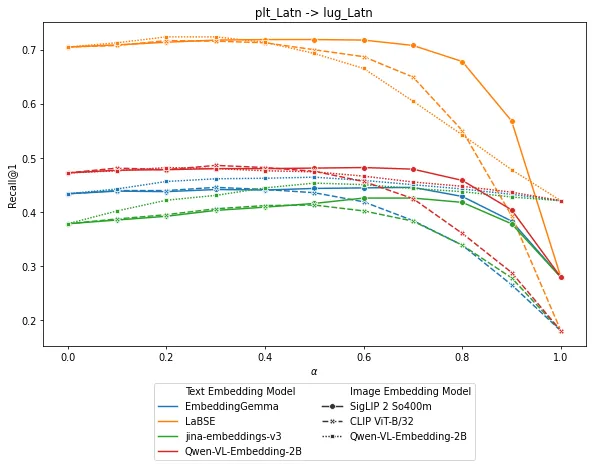 plt_Latn -> lug_Latn
Recall@1
0.7
0.6
0.5
0.4
0.3
0.2
0.0
0.2
0.4
0.6
0.8
1.0
α
Text Embedding Model
EmbeddingGemma
LaBSE
jina-embeddings-v3
Qwen-VL-Embedding-2B
Image Embedding Model
SigLIP 2 So400m
CLIP ViT-B/32
Qwen-VL-Embedding-2B